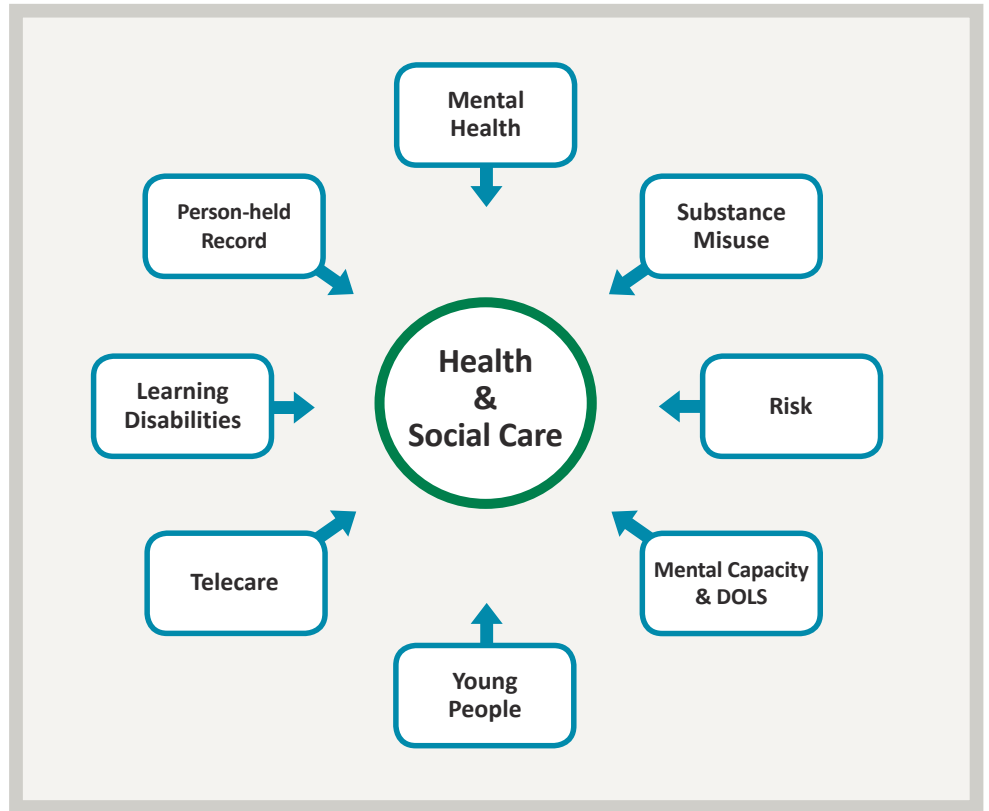 Mental
Health
Person-held
Record
Substance
Misuse
Health
&
Social Care
Learning
Disabilities
Risk
Telecare
Mental Capacity
& DOLS
Young
People